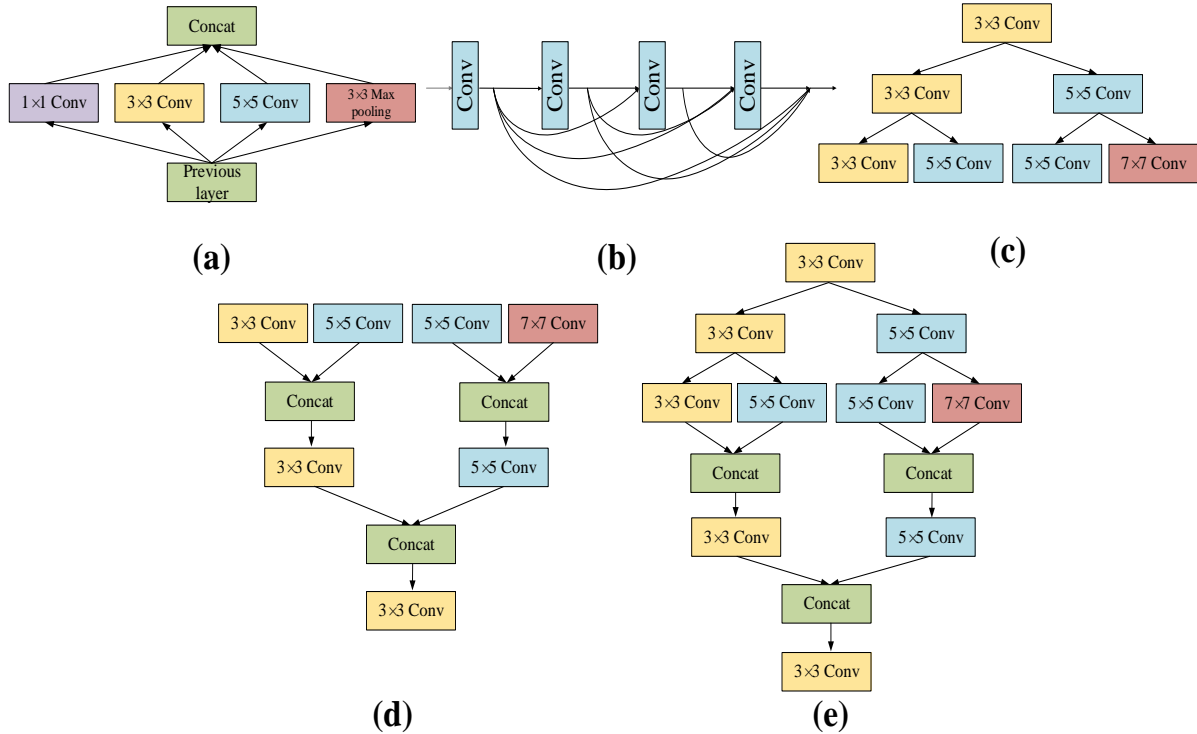 Concat
1×1 Conv
3×3 Conv
5×5 Conv
3×3 Max
pooling
Previous
layer
(a)
Conv
Conv
Conv
Conv
(b)
3×3 Conv
3×3 Conv
5×5 Conv
3×3 Conv
5×5 Conv
5×5 Conv
7×7 Conv
(c)
3×3 Conv
5×5 Conv
5×5 Conv
7×7 Conv
Concat
Concat
3×3 Conv
5×5 Conv
Concat
3×3 Conv
(d)
3×3 Conv
3×3 Conv
5×5 Conv
3×3 Conv
5×5 Conv
5×5 Conv
7×7 Conv
Concat
Concat
3×3 Conv
5×5 Conv
Concat
3×3 Conv
(e)